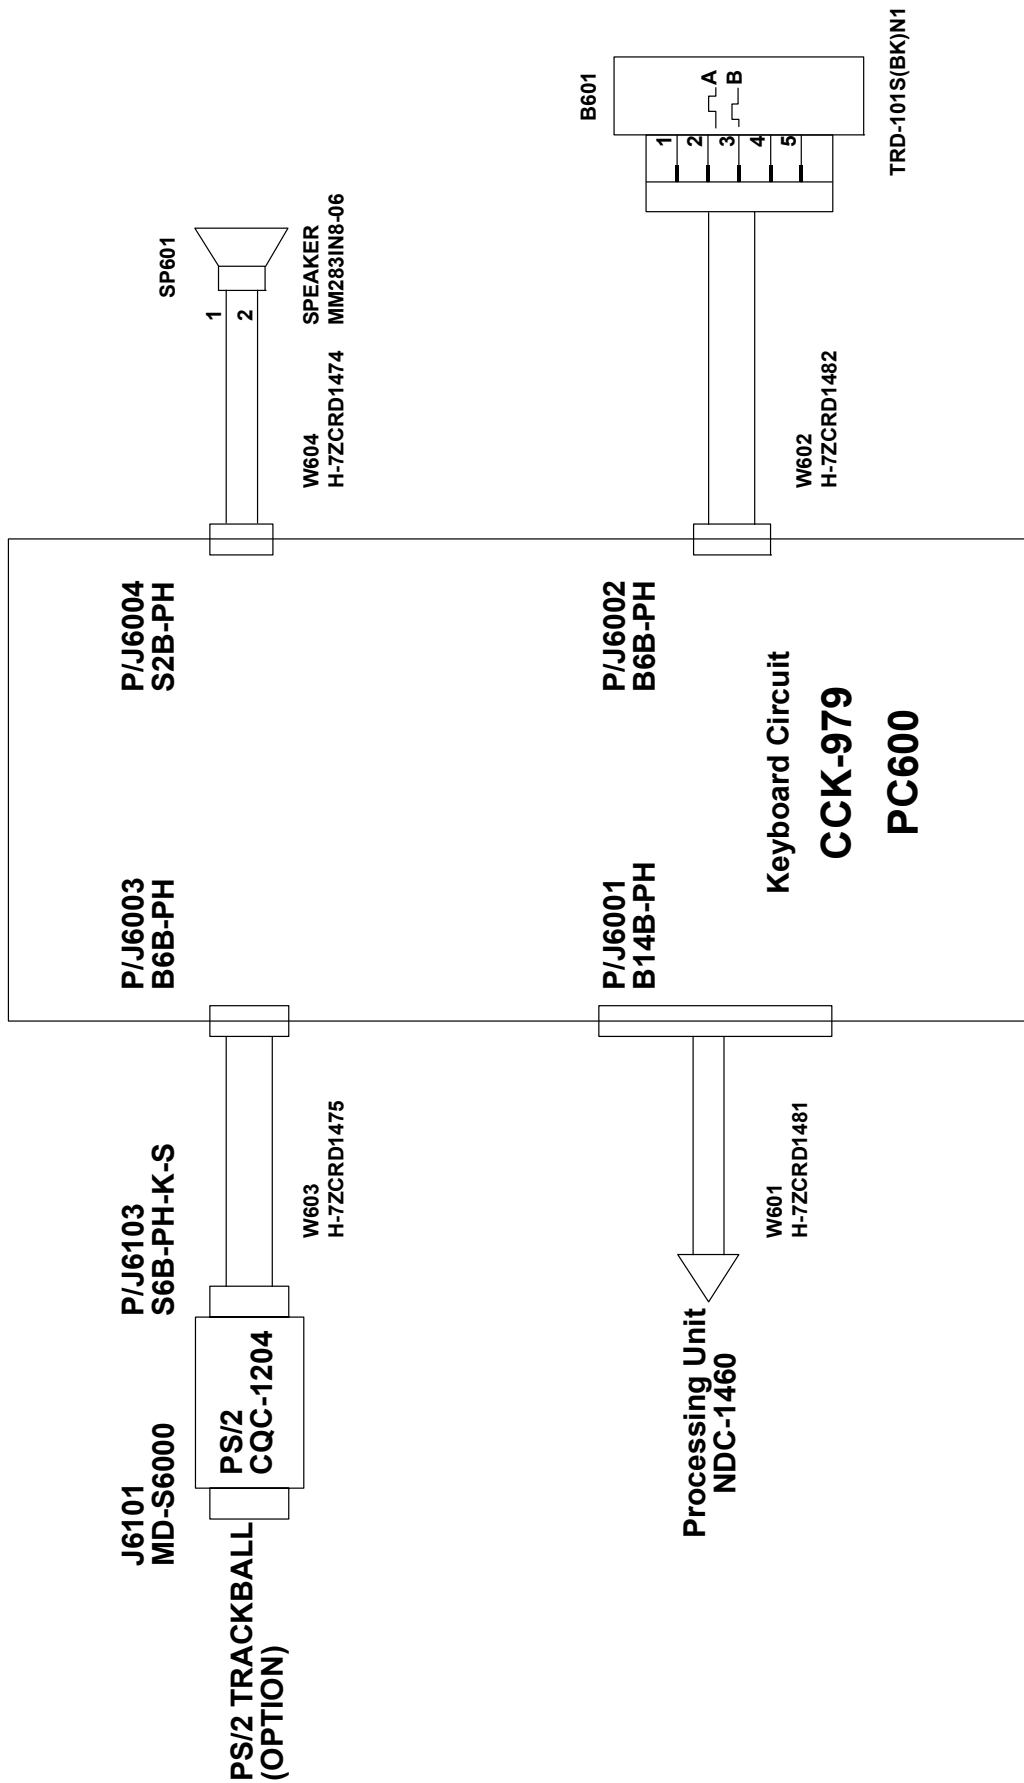 PS/2 TRACKBALL
(OPTION)
J6101
MD-S6000
PS/2
CQC-1204
P/J6103
S6B-PH-K-S
W603
H-7ZCRD1475
P/J6003
B6B-PH
P/J6004
S2B-PH
W604
H-7ZCRD1474
1
2
SP601
SPEAKER
MM283IN8-06
Processing Unit
NDC-1460
W601
H-7ZCRD1481
P/J6001
B14B-PH
P/J6002
B6B-PH
Keyboard Circuit
CCK-979
PC600
W602
H-7ZCRD1482
B601
1
2
3
4
5
A
B
TRD-101S(BK)N1